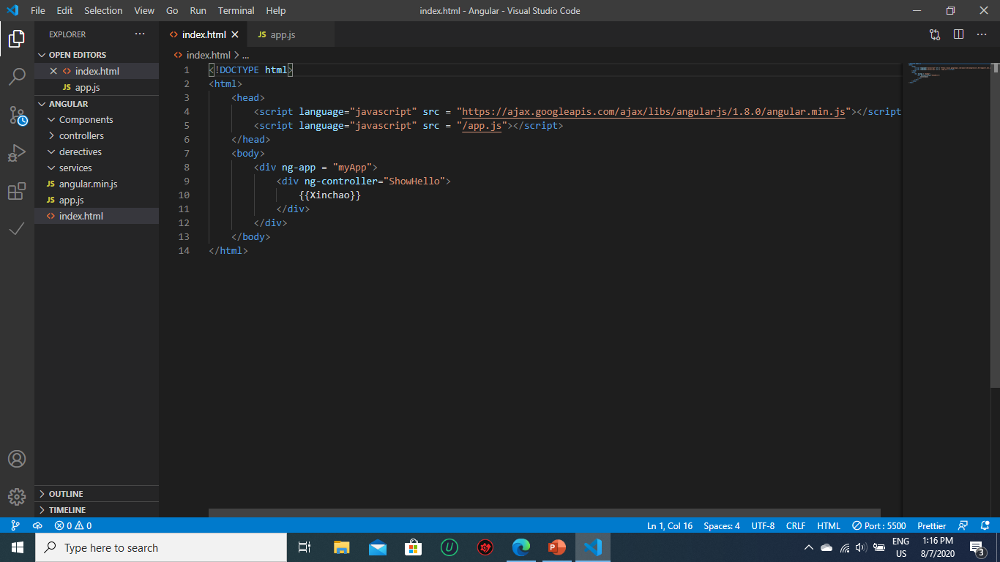 File Edit Selection View Go Run Terminal Help index.html - Angular - Visual Studio Code
EXPLORER ···
OPEN EDITORS
index.html
JS app.js
ANGULAR
Components
controllers
derectives
services
JS angular.min.js
JS app.js
index.html
OUTLINE
TIMELINE
index.html JS app.js
index.html > ...
1 <!DOCTYPE html>
2 <html>
3 <head>
4 <script language="javascript" src = "https://ajax.googleapis.com/ajax/libs/angularjs/1.8.0/angular.min.js"></script
5 <script language="javascript" src = "/app.js"></script>
6 </head>
7 <body>
8 <div ng-app = "myApp">
9 <div ng-controller="ShowHello">
10 {{Xinchao}}
11 </div>
12 </div>
13 </body>
14 </html>
0 0 Ln 1, Col 16 Spaces: 4 UTF-8 CRLF HTML Port : 5500 Prettier
Type here to search
U
P
ENG
US
1:16 PM
8/7/2020
3